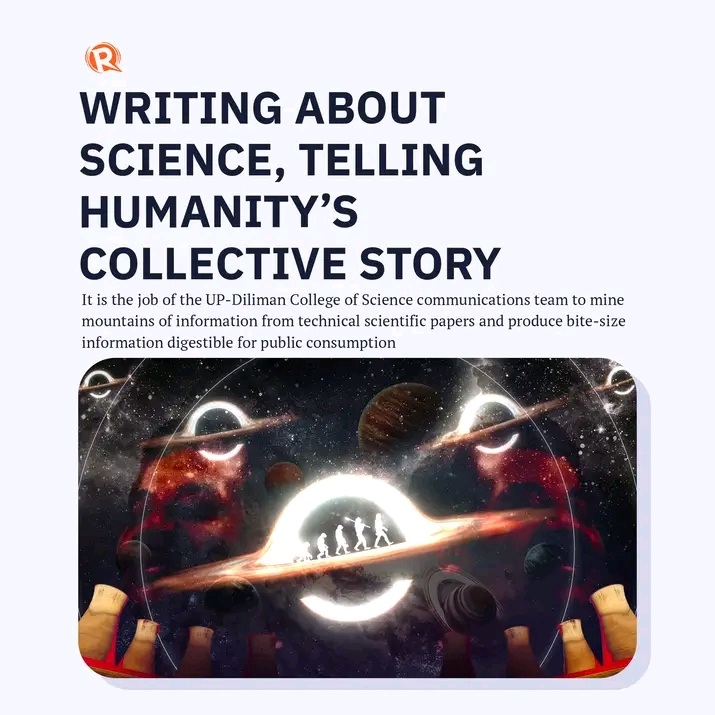 R
WRITING ABOUT
SCIENCE, TELLING
HUMANITY’S
COLLECTIVE STORY
It is the job of the UP-Diliman College of Science communications team to mine
mountains of information from technical scientific papers and produce bite-size
information digestible for public consumption